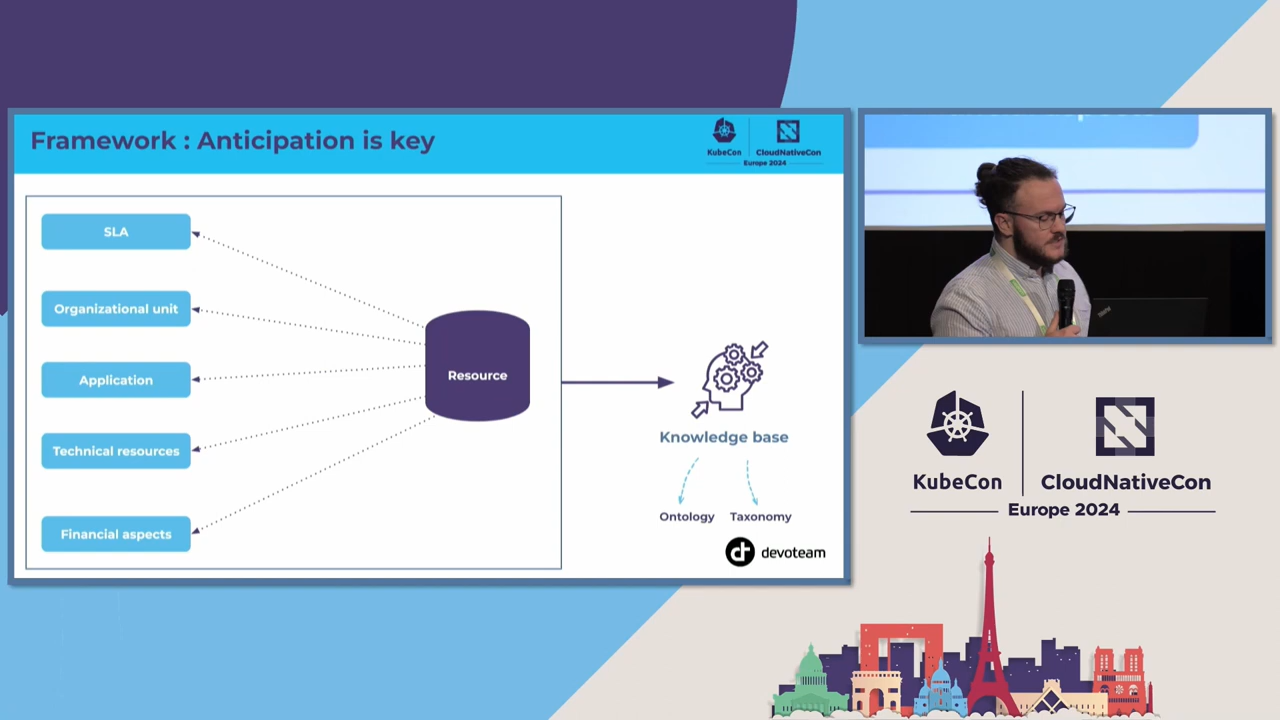 Framework : Anticipation is key
KubeCon
CloudNativeCon
Europe 2024
SLA
Organizational unit
Application
Technical resources
Financial aspects
Resource
Knowledge base
Ontology
Taxonomy
dt devoteam
KubeCon
CloudNativeCon
Europe 2024